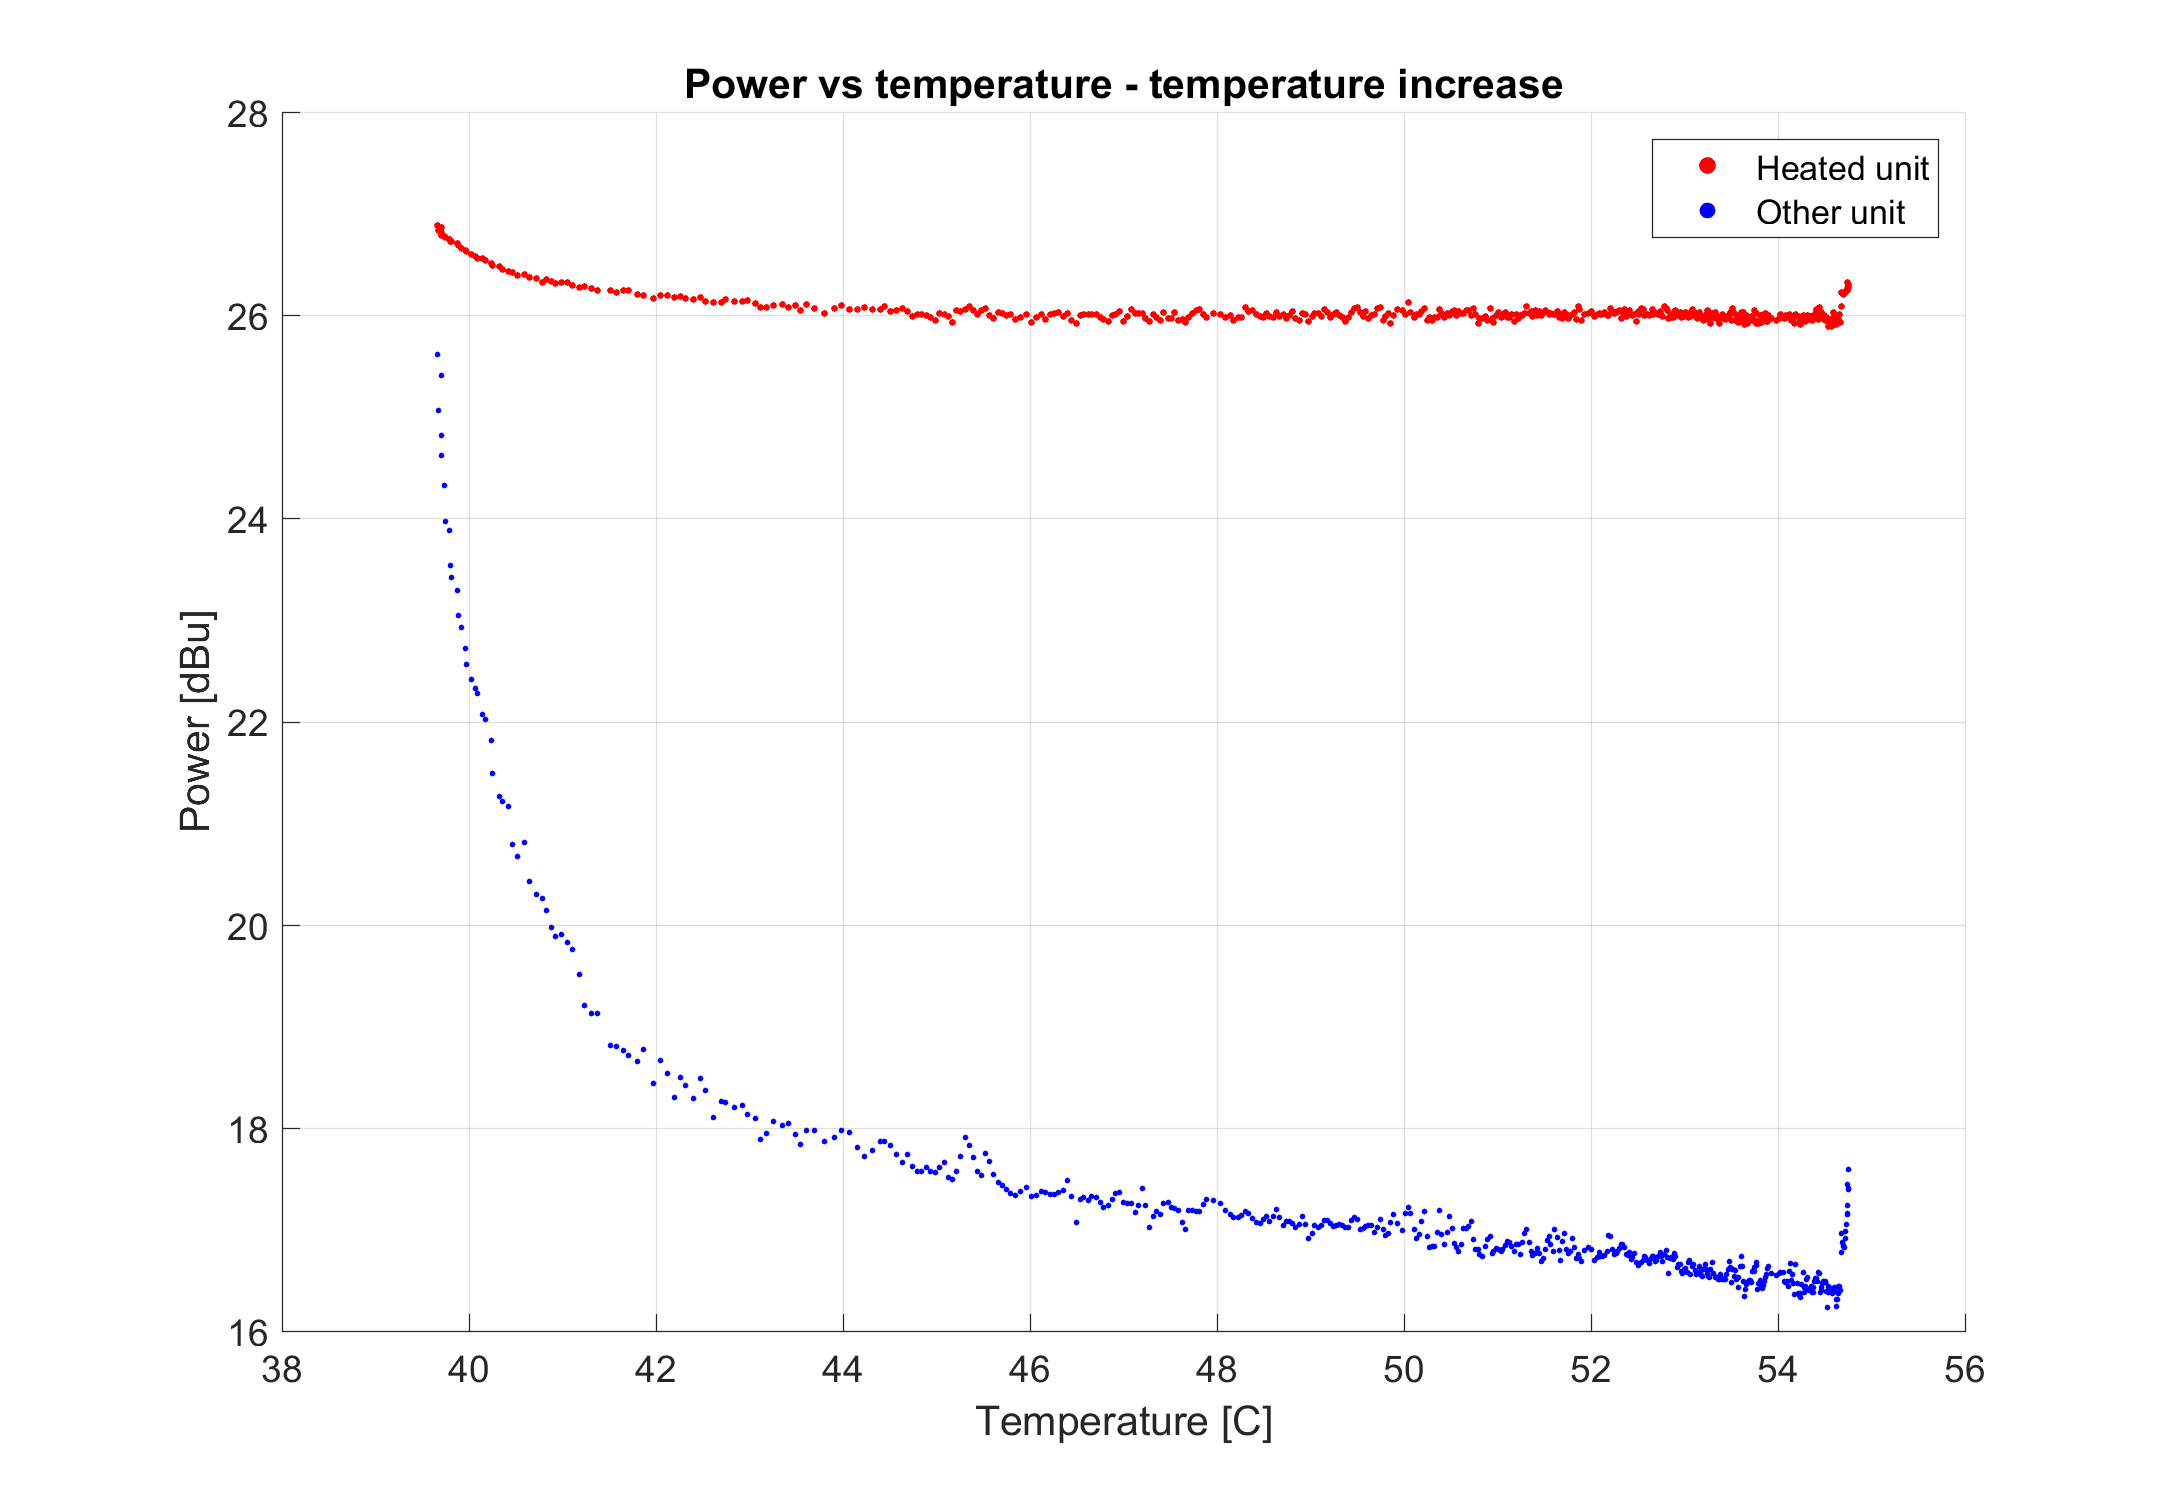 Power vs temperature - temperature increase
28
26
24
22
20
18
16
Power [dBu]
Heated unit
Other unit
38 40 42 44 46 48 50 52 54 56
Temperature [C]